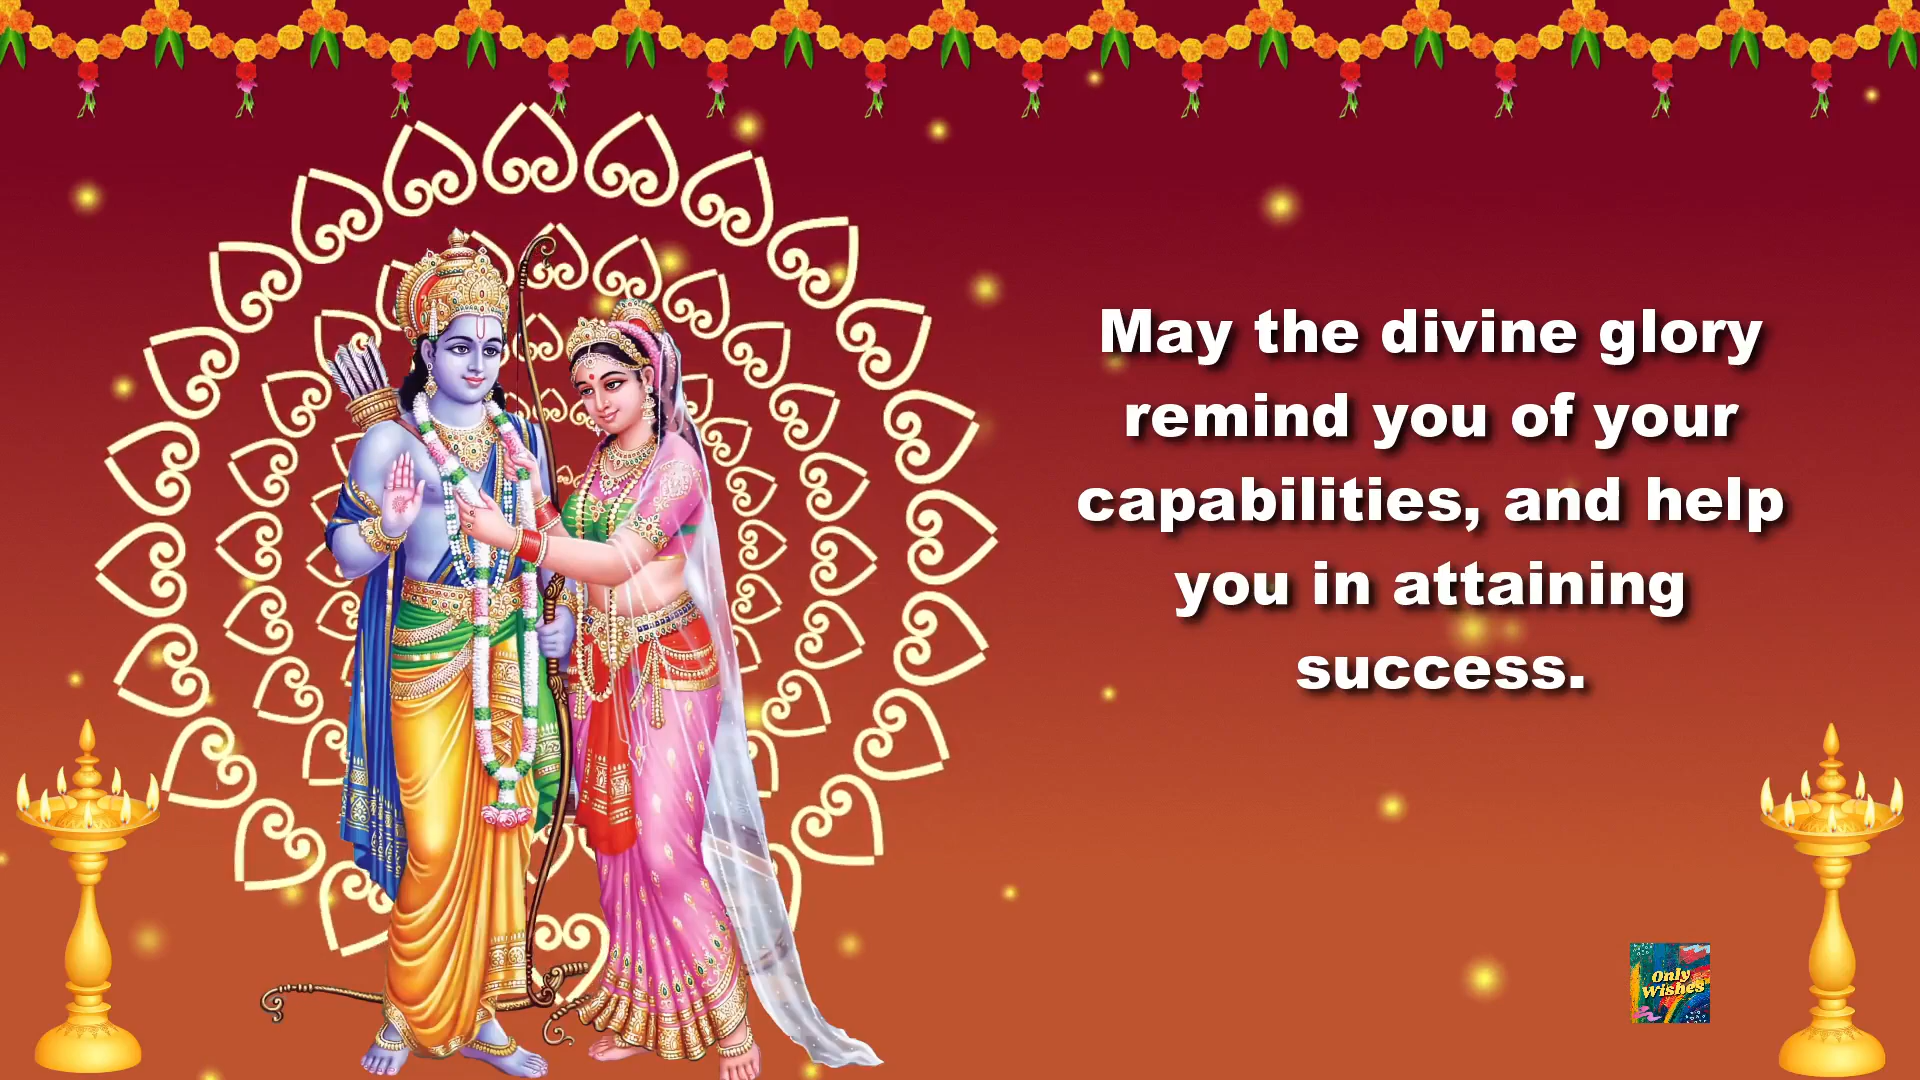 May the divine glory
remind you of your
capabilities, and help
you in attaining
success.
Only
Wishes